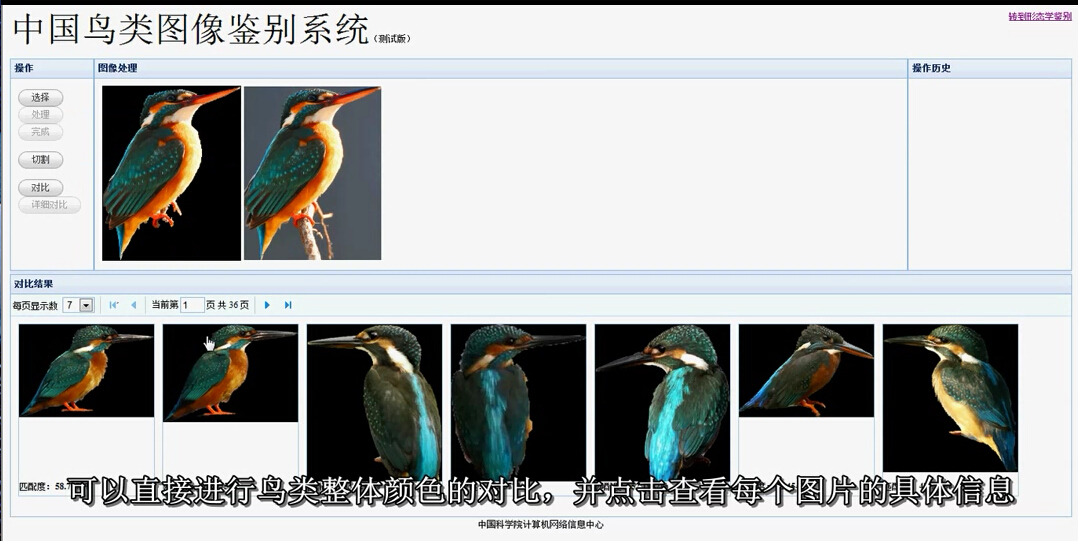 中国鸟类图像鉴别系统（测试版）
转到形态学鉴别
操作
图像处理
操作历史
选择
处理
完成
切割
对比
详细对比
对比结果
每页显示数 7 当前第 1 页 共 36 页
匹配度：58.
可以直接进行鸟类整体颜色的对比，并点击查看每个图片的具体信息
中国科学院计算机网络信息中心